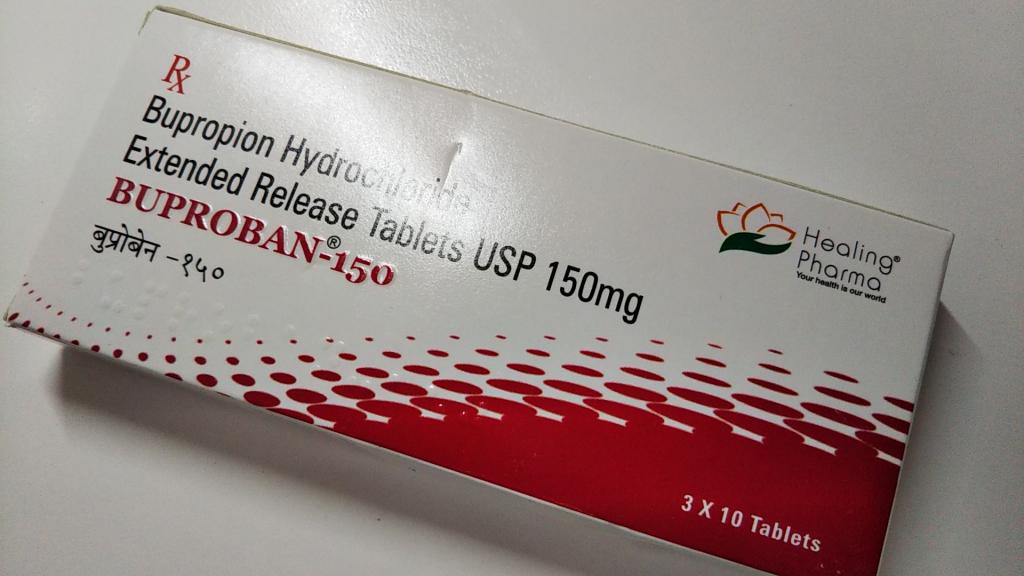 Rx
Bupropion Hydrochloride
Extended Release Tablets USP 150mg
BUPROBAN®-150
बुप्रोबेन -१५०
Healing®
Pharma
Your health is our world
3 X 10 Tablets